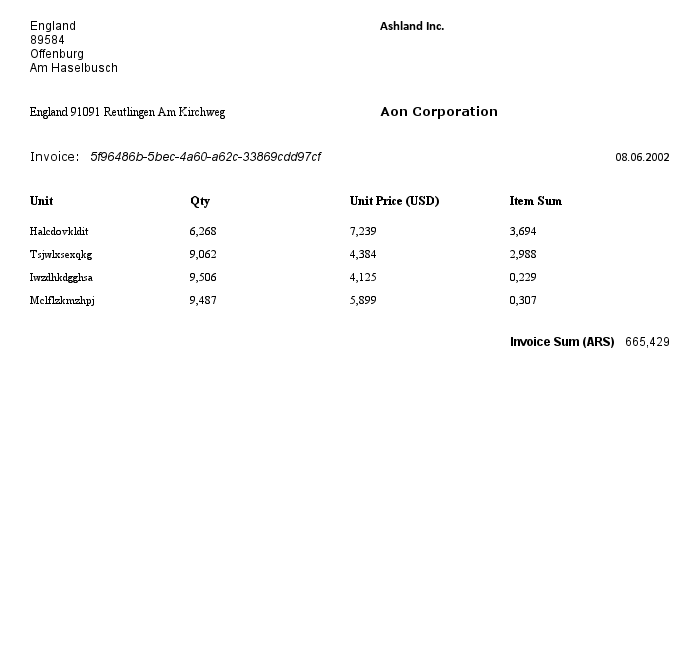 England
89584
Offenburg
Am Haselbusch
Ashland Inc.
England 91091 Reutlingen Am Kirchweg
Aon Corporation
Invoice: 5f96486b-5bec-4a60-a62c-33869cdd97cf 08.06.2002
Unit Qty Unit Price (USD) Item Sum
Halcdovkldit 6,268 7,239 3,694
Tsjwlxsexqkg 9,062 4,384 2,988
Iwzdhkdgghsa 9,506 4,125 0,229
Mclflzkmzhpj 9,487 5,899 0,307
Invoice Sum (ARS) 665,429